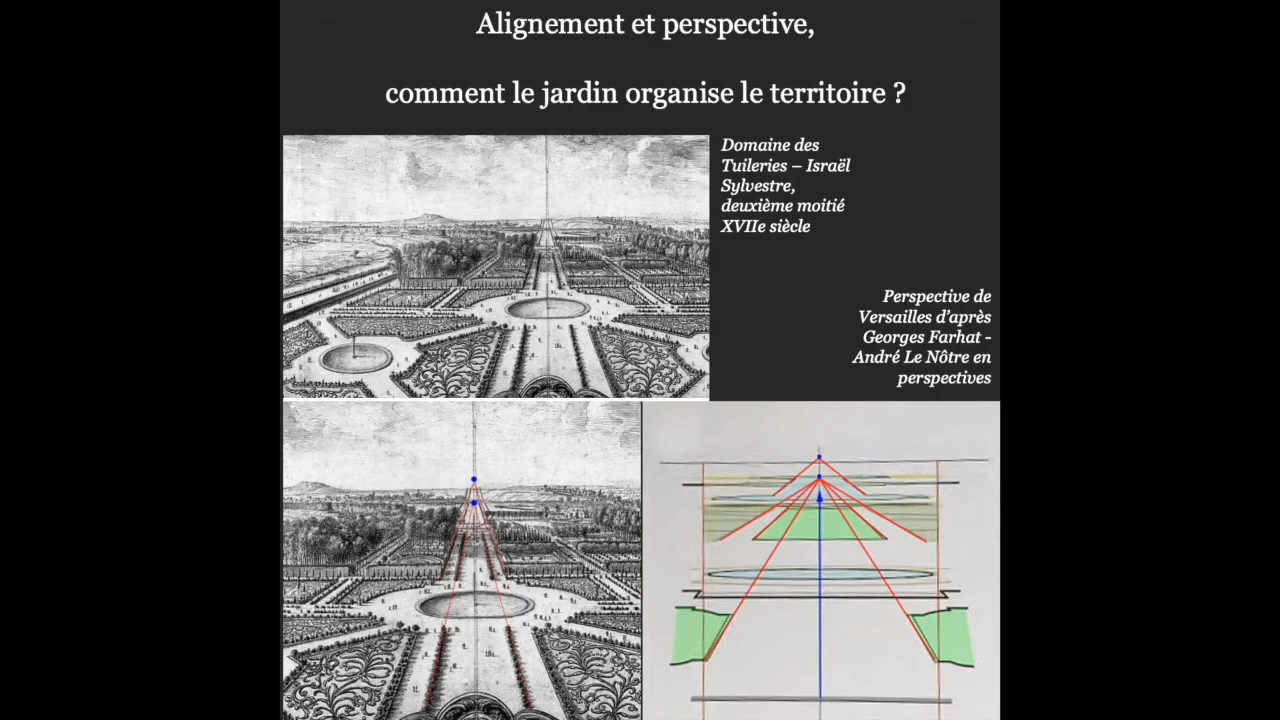 Alignement et perspective,
comment le jardin organise le territoire ?
Domaine des
Tuileries – Israël
Sylvestre,
deuxième moitié
XVIIe siècle
Perspective de
Versailles d’après
Georges Farhat -
André Le Nôtre en
perspectives